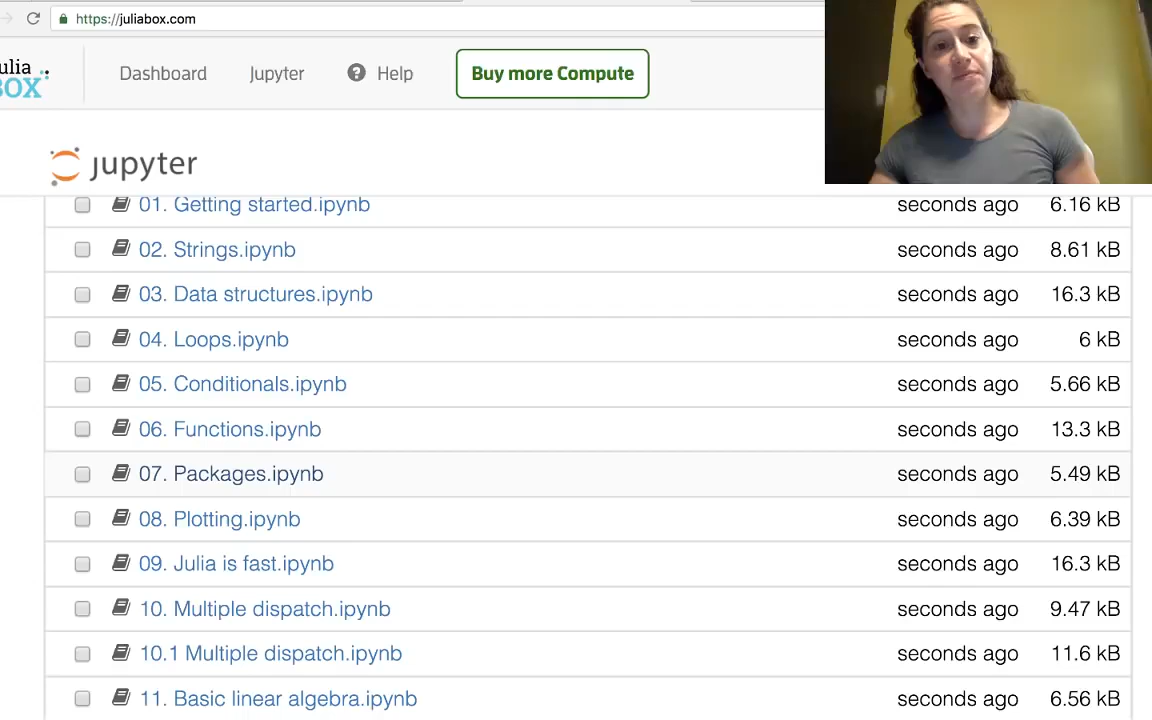 https://juliabox.com
ulia
BOX
Dashboard
Jupyter
? Help
Buy more Compute
jupyter
01. Getting started.ipynb seconds ago 6.16 kB
02. Strings.ipynb seconds ago 8.61 kB
03. Data structures.ipynb seconds ago 16.3 kB
04. Loops.ipynb seconds ago 6 kB
05. Conditionals.ipynb seconds ago 5.66 kB
06. Functions.ipynb seconds ago 13.3 kB
07. Packages.ipynb seconds ago 5.49 kB
08. Plotting.ipynb seconds ago 6.39 kB
09. Julia is fast.ipynb seconds ago 16.3 kB
10. Multiple dispatch.ipynb seconds ago 9.47 kB
10.1 Multiple dispatch.ipynb seconds ago 11.6 kB
11. Basic linear algebra.ipynb seconds ago 6.56 kB